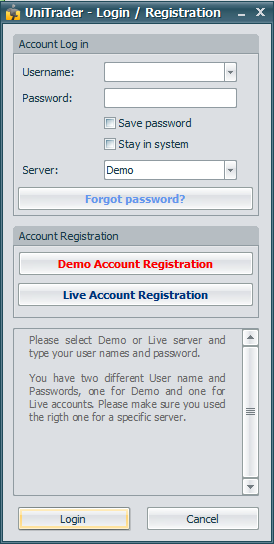 UniTrader - Login / Registration
Account Log in
Username:
Password:
Save password
Stay in system
Server: Demo
Forgot password?
Account Registration
Demo Account Registration
Live Account Registration
Please select Demo or Live server and
type your user names and password.
You have two different User name and
Passwords, one for Demo and one for
Live accounts. Please make sure you used
the rigth one for a specific server.
Login Cancel